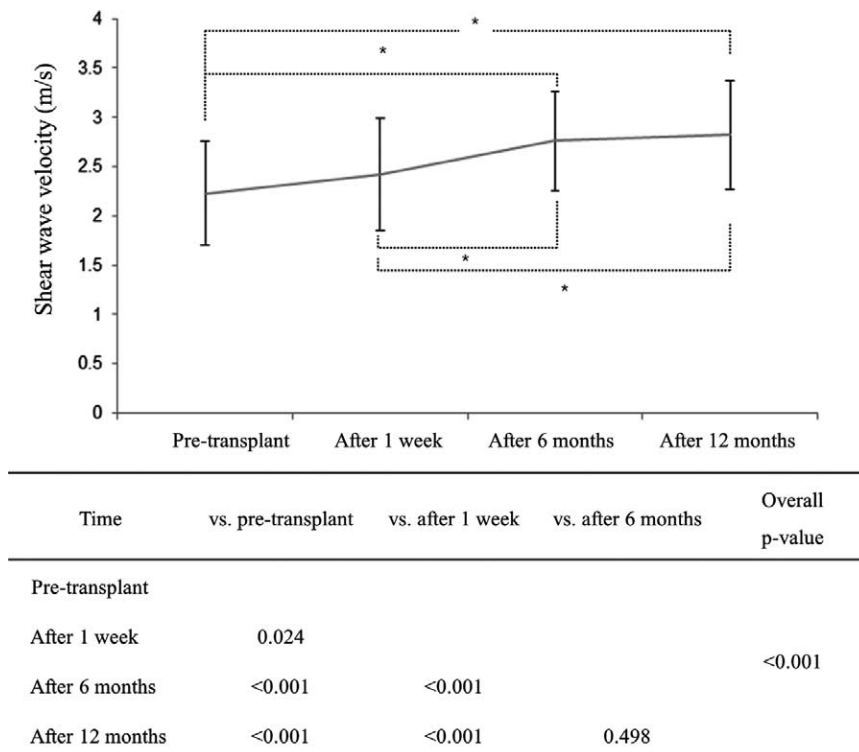 Shear wave velocity (m/s)
4
3.5
3
2.5
2
1.5
1
0.5
0
*
*
*
*
Pre-transplant After 1 week After 6 months After 12 months
Time vs. pre-transplant vs. after 1 week vs. after 6 months Overall p-value
Pre-transplant
After 1 week 0.024
<0.001
After 6 months <0.001 <0.001
After 12 months <0.001 <0.001 0.498